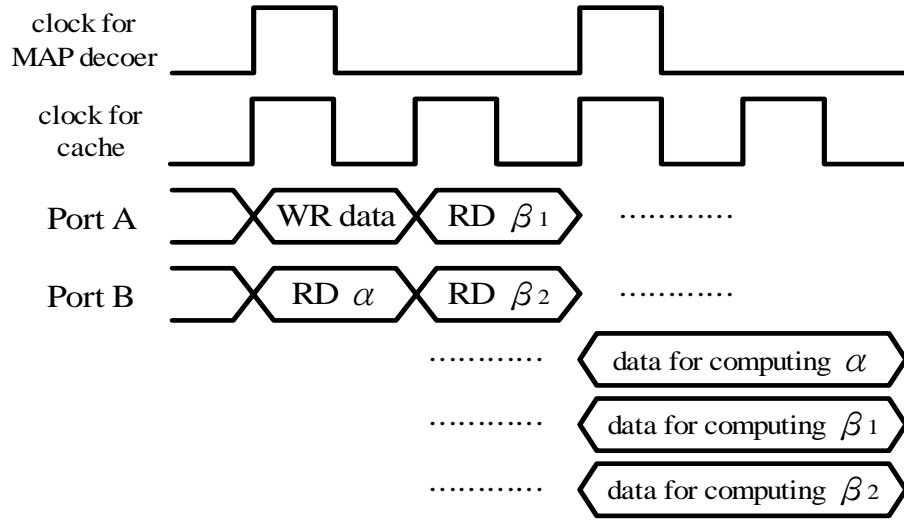 clock for
MAP decoer
clock for
cache
Port A
WR data
RD β1
…………
Port B
RD α
RD β2
…………
………… data for computing α
………… data for computing β1
………… data for computing β2